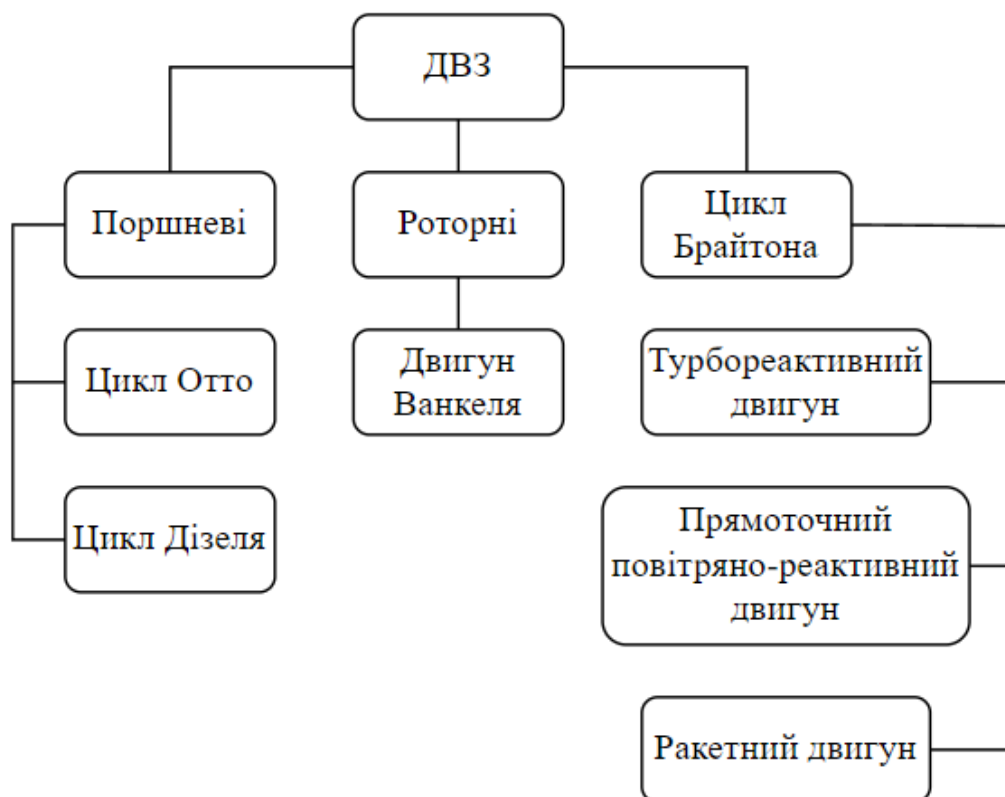 ДВЗ
Поршневі
Роторні
Цикл
Брайтона
Цикл Отто
Двигун
Ванкеля
Турбореактивний
двигун
Цикл Дізеля
Прямоточний
повітряно-реактивний
двигун
Ракетний двигун